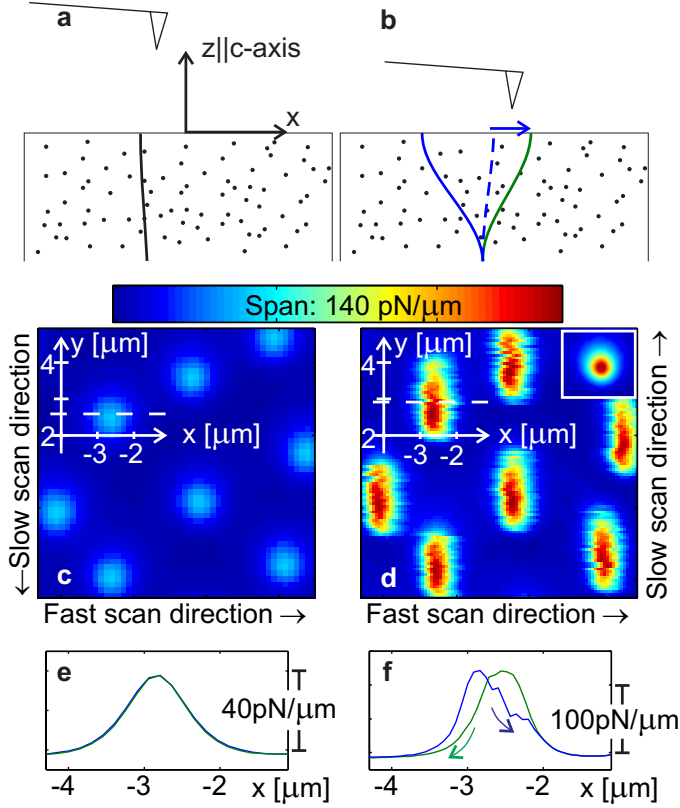 a
z||c-axis
x
b
Span: 140 pN/μm
y [μm]
4
2
x [μm]
-3 -2
c
←Slow scan direction
Fast scan direction →
y [μm]
4
2
x [μm]
-3 -2
d
Slow scan direction →
Fast scan direction →
e
40pN/μm
-4 -3 -2
x [μm]
f
100pN/μm
-4 -3 -2
x [μm]